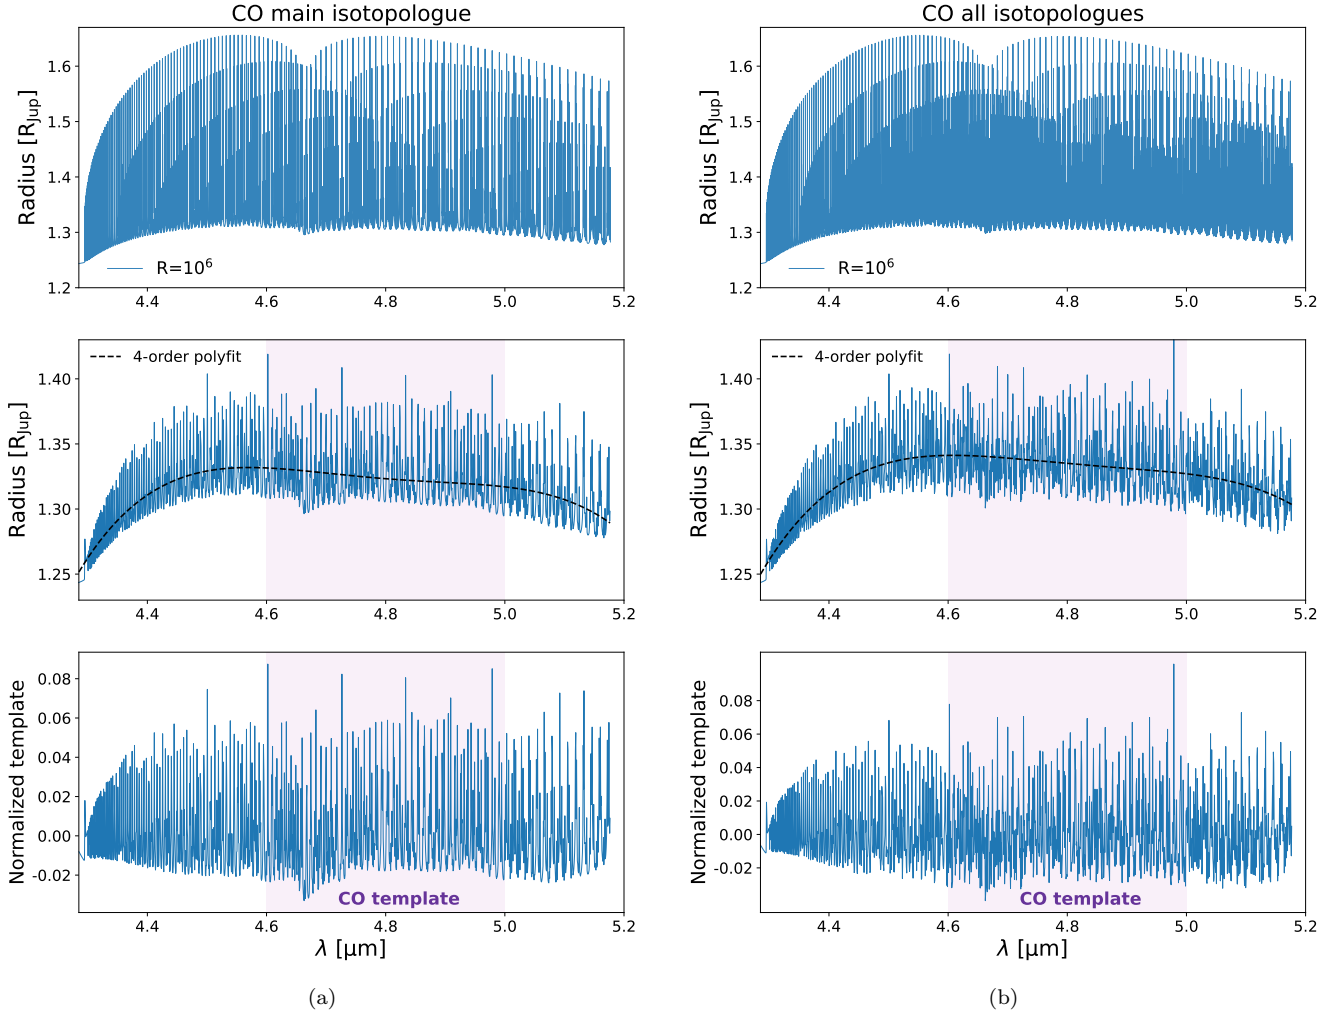 CO main isotopologue
Radius [R_Jup]
1.6
1.5
1.4
1.3
1.2
R=10⁶
4.4 4.6 4.8 5.0 5.2
4-order polyfit
Radius [R_Jup]
1.40
1.35
1.30
1.25
4.4 4.6 4.8 5.0 5.2
Normalized template
0.08
0.06
0.04
0.02
0.00
-0.02
CO template
4.4 4.6 4.8 5.0 5.2
λ [μm]
(a)
CO all isotopologues
Radius [R_Jup]
1.6
1.5
1.4
1.3
1.2
R=10⁶
4.4 4.6 4.8 5.0 5.2
4-order polyfit
Radius [R_Jup]
1.40
1.35
1.30
1.25
4.4 4.6 4.8 5.0 5.2
Normalized template
0.08
0.06
0.04
0.02
0.00
-0.02
CO template
4.4 4.6 4.8 5.0 5.2
λ [μm]
(b)